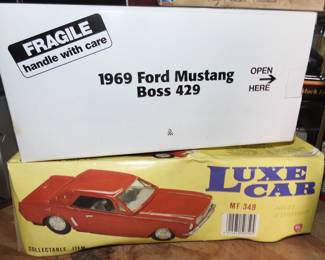 FRAGILE
handle with care
1969 Ford Mustang
Boss 429
OPEN
HERE
LUXE
CAR
MF 349
COLLECTABLE ITEM